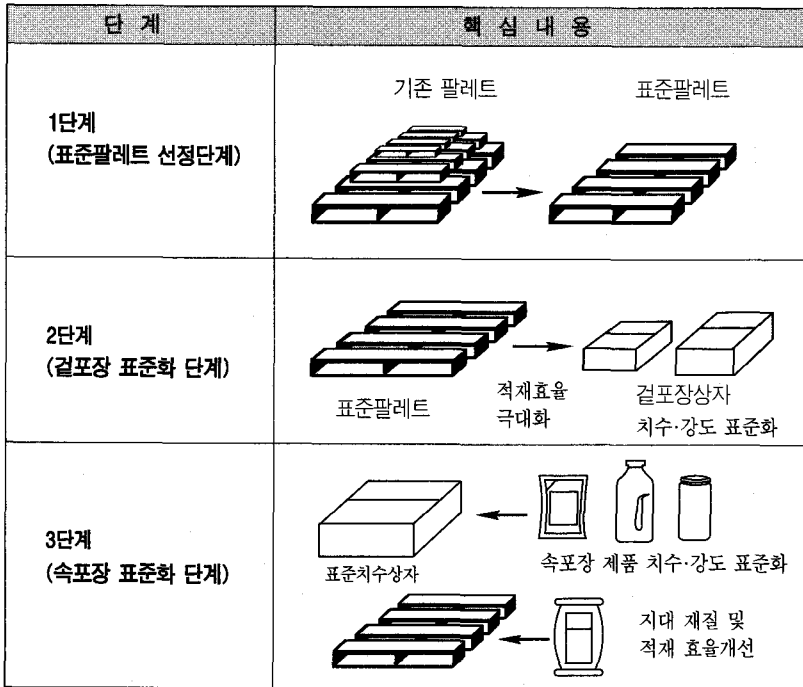 단 계
핵 심 내 용
1단계
(표준팔레트 선정단계)
기존 팔레트
표준팔레트
2단계
(겉포장 표준화 단계)
표준팔레트
적재효율
극대화
겉포장상자
치수·강도 표준화
3단계
(속포장 표준화 단계)
표준치수상자
속포장 제품 치수·강도 표준화
지대 재질 및
적재 효율개선